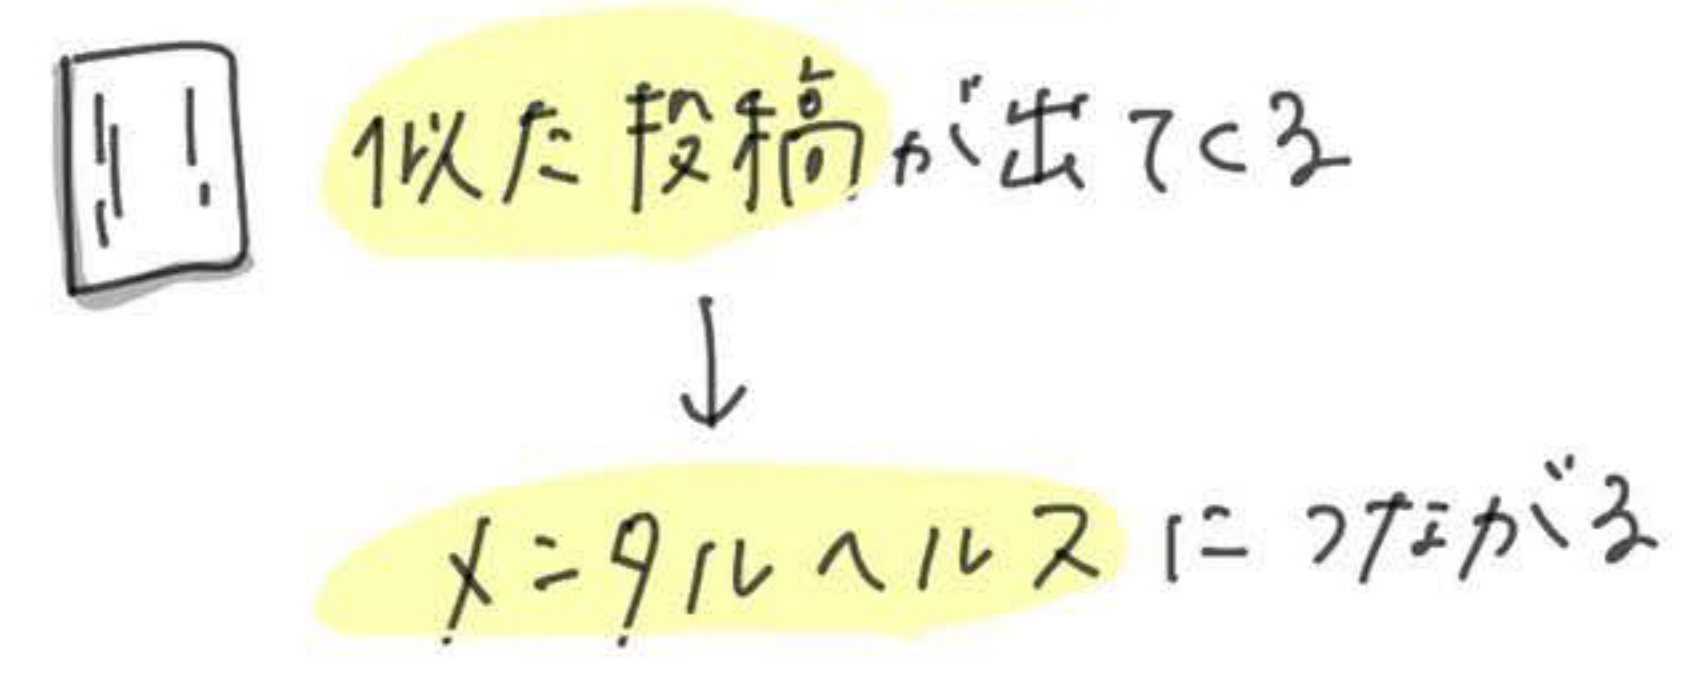 似た投稿が出てくる
↓
メンタルヘルスにつながる